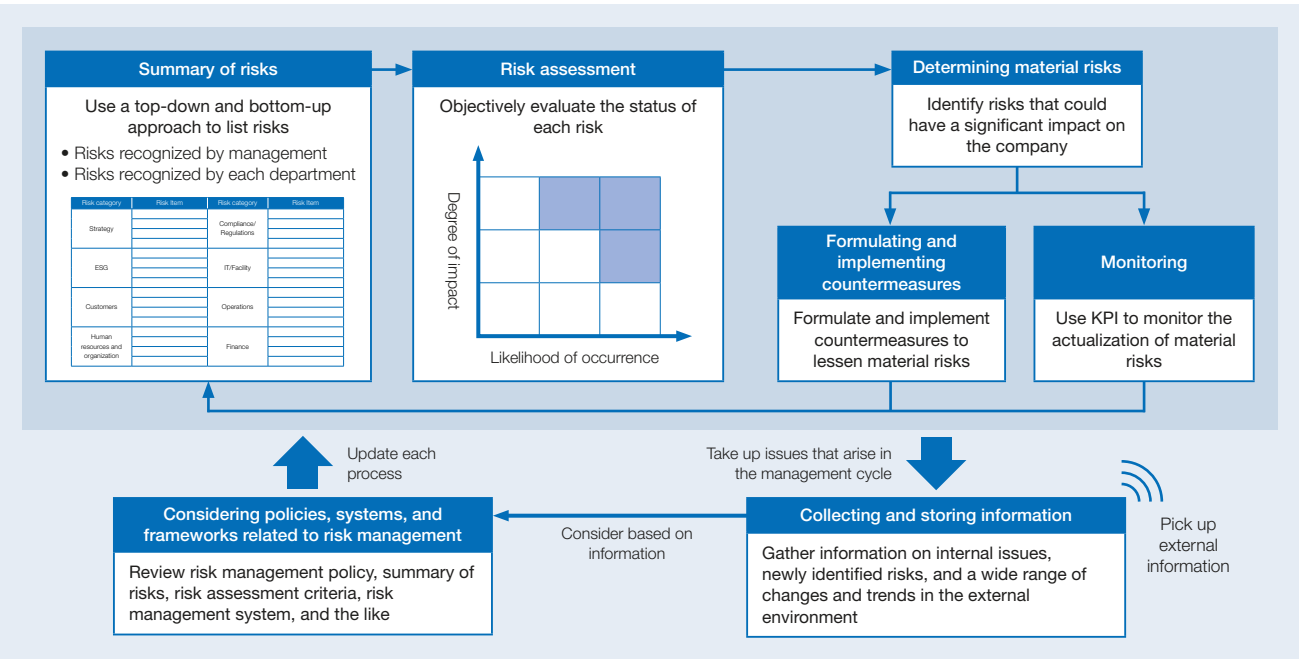 Summary of risks
Use a top-down and bottom-up
approach to list risks
• Risks recognized by management
• Risks recognized by each department
Risk category Risk Item Risk category Risk Item
Strategy
Compliance/
Regulations
ESG
IT/Facility
Customers
Operations
Human
resources and
organization
Finance
Risk assessment
Objectively evaluate the status of
each risk
Degree of impact
Likelihood of occurrence
Determining material risks
Identify risks that could
have a significant impact on
the company
Formulating and
implementing
countermeasures
Formulate and implement
countermeasures to
lessen material risks
Monitoring
Use KPI to monitor the
actualization of material
risks
Update each
process
Take up issues that arise in
the management cycle
Considering policies, systems, and
frameworks related to risk management
Review risk management policy, summary of
risks, risk assessment criteria, risk
management system, and the like
Consider based on
information
Collecting and storing information
Gather information on internal issues,
newly identified risks, and a wide range of
changes and trends in the external
environment
Pick up
external
information